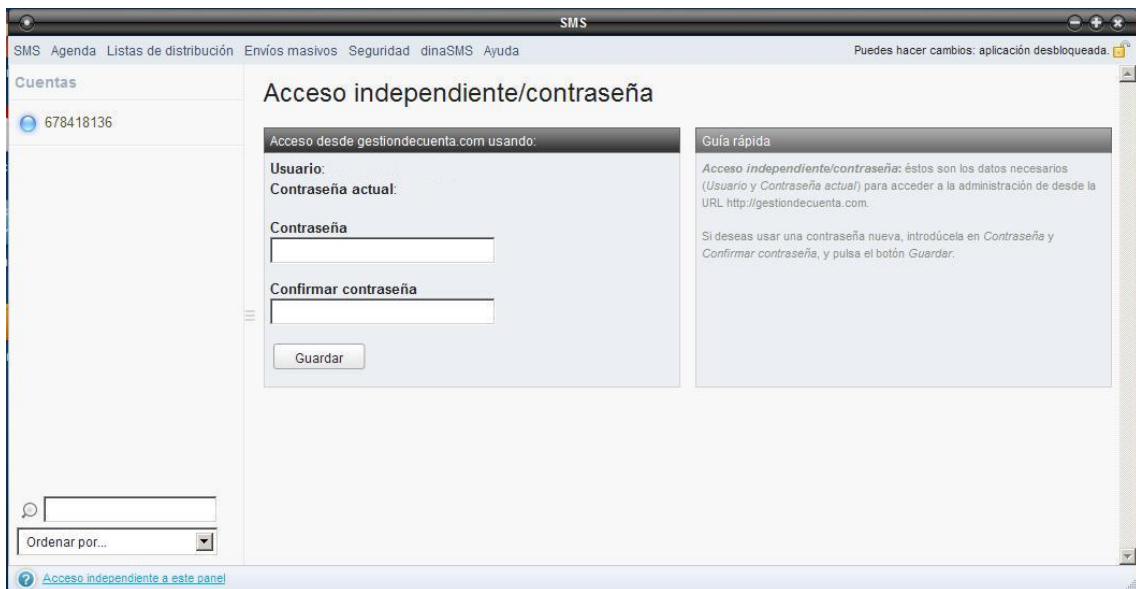 SMS
SMS Agenda Listas de distribución Envíos masivos Seguridad dinaSMS Ayuda
Puedes hacer cambios: aplicación desbloqueada.
Cuentas
678418136
Acceso independiente/contraseña
Acceso desde gestiondecuenta.com usando:
Usuario:
Contraseña actual:
Contraseña
Confirmar contraseña
Guardar
Guía rápida
Acceso independiente/contraseña: éstos son los datos necesarios
(Usuario y Contraseña actual) para acceder a la administración de desde la
URL http://gestiondecuenta.com.
Si deseas usar una contraseña nueva, introdúcela en Contraseña y
Confirmar contraseña, y pulsa el botón Guardar.
Ordenar por...
Acceso independiente a este panel